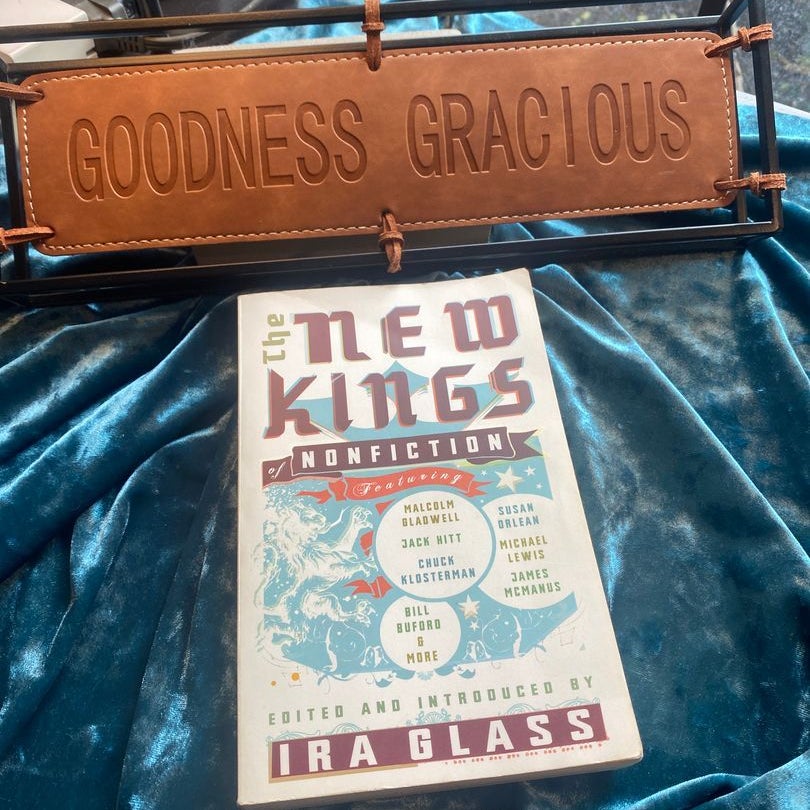 GOODNESS GRACIOUS
The NEW
KINGS
of NONFICTION
Featuring
MALCOLM
GLADWELL
JACK HITT
CHUCK
KLOSTERMAN
BILL
BUFORD
&
MORE
SUSAN
ORLEAN
MICHAEL
LEWIS
JAMES
MCMANUS
EDITED AND INTRODUCED BY
IRA GLASS